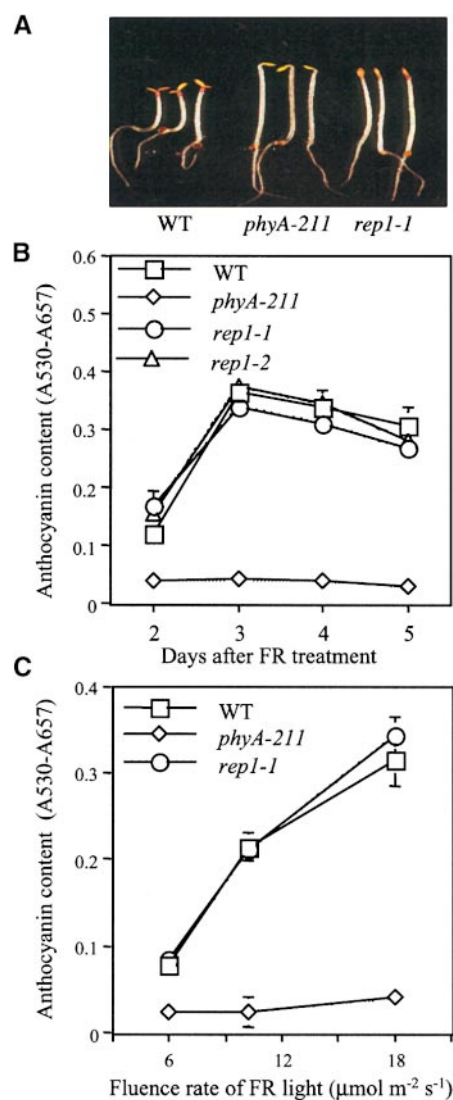 A
WT phyA-211 rep1-1
B
0.6
0.5
0.4
0.3
0.2
0.1
0
Anthocyanin content (A530-A657)
WT
phyA-211
rep1-1
rep1-2
2 3 4 5
Days after FR treatment
C
0.4
0.3
0.2
0.1
0
Anthocyanin content (A530-A657)
WT
phyA-211
rep1-1
6 12 18
Fluence rate of FR light (μmol m⁻² s⁻¹)